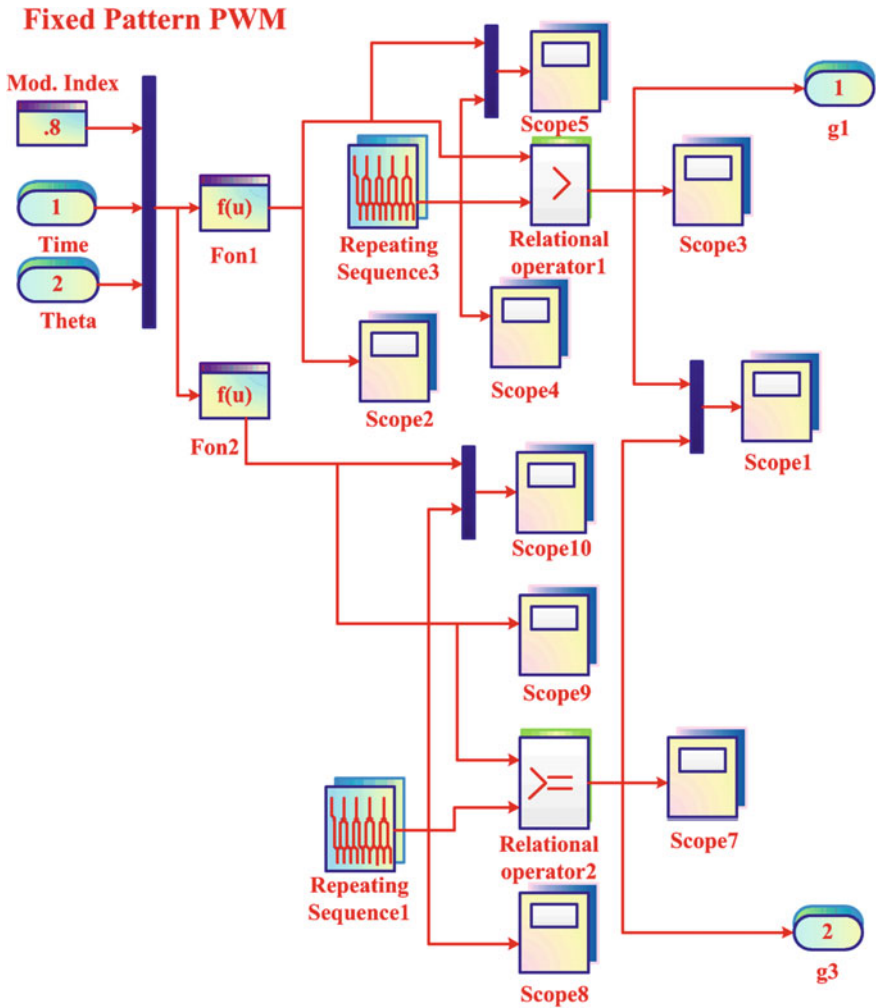 Fixed Pattern PWM
Mod. Index
.8
1
Time
2
Theta
f(u)
Fon1
f(u)
Fon2
Repeating
Sequence3
Scope5
>
Relational
operator1
Scope3
1
g1
Scope2
Scope4
Scope1
Scope10
Scope9
>=
Relational
operator2
Repeating
Sequence1
Scope7
Scope8
2
g3